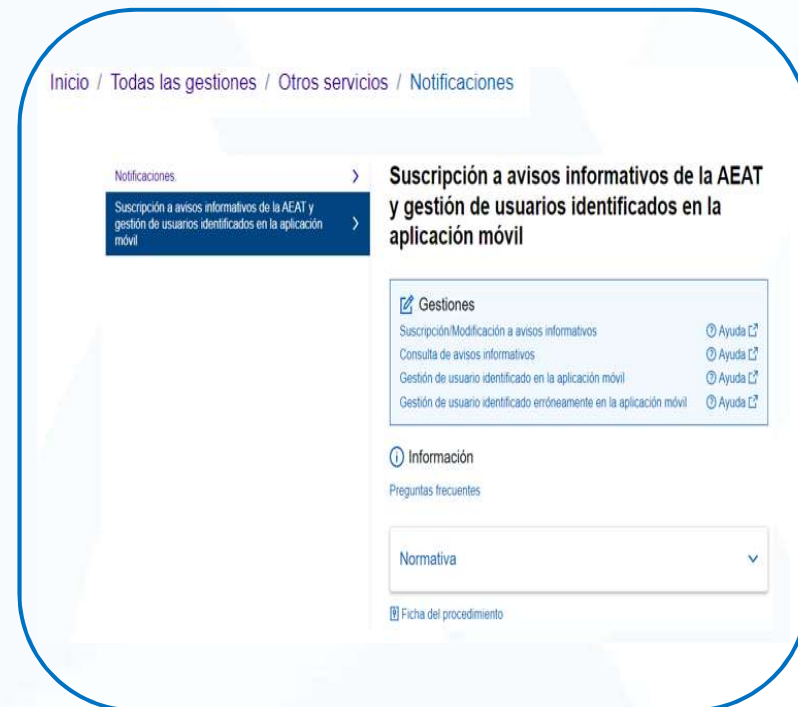 Inicio / Todas las gestiones / Otros servicios / Notificaciones
Notificaciones
Suscripción a avisos informativos de la AEAT y
gestión de usuarios identificados en la aplicación
móvil
Suscripción a avisos informativos de la AEAT
y gestión de usuarios identificados en la
aplicación móvil
Gestiones
Suscripción/Modificación a avisos informativos Ayuda
Consulta de avisos informativos Ayuda
Gestión de usuario identificado en la aplicación móvil Ayuda
Gestión de usuario identificado erróneamente en la aplicación móvil Ayuda
Información
Preguntas frecuentes
Normativa
Ficha del procedimiento